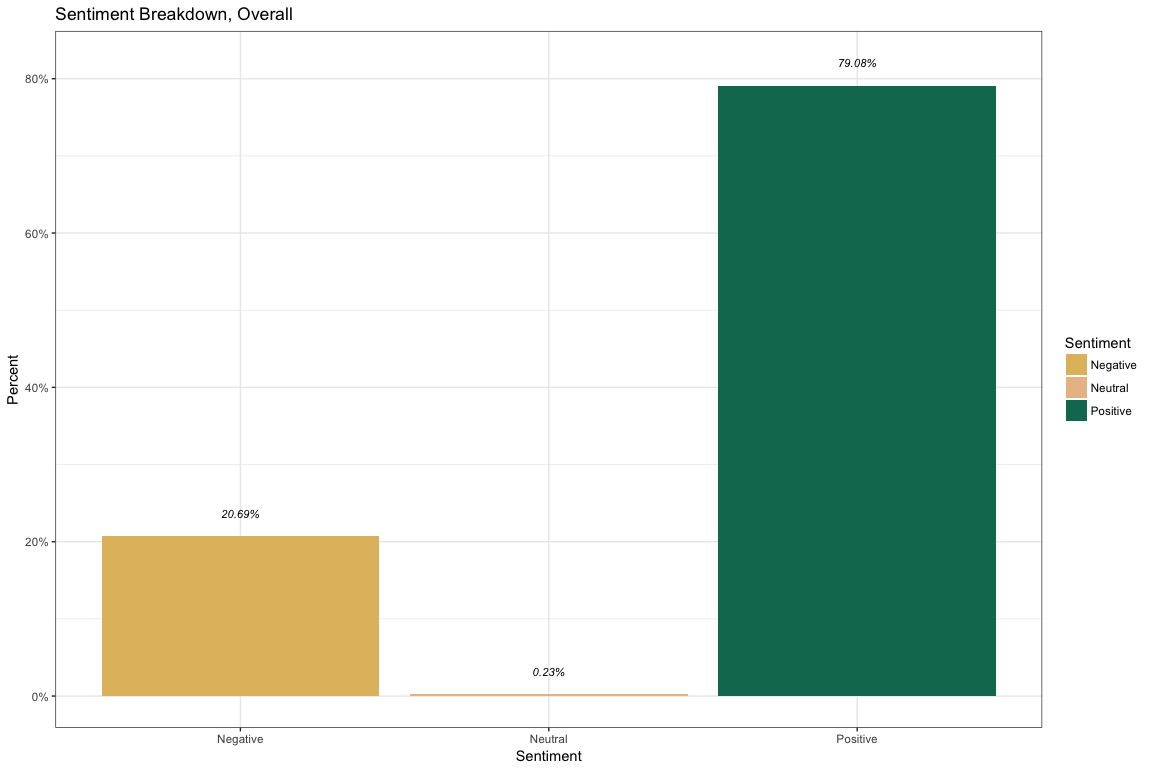 Sentiment Breakdown, Overall
79.08%
80%
60%
Sentiment
Negative
Percent
40%
Neutral
Positive
20.69%
20%
0.23%
0%
Negative
Neutral
Positive
Sentiment